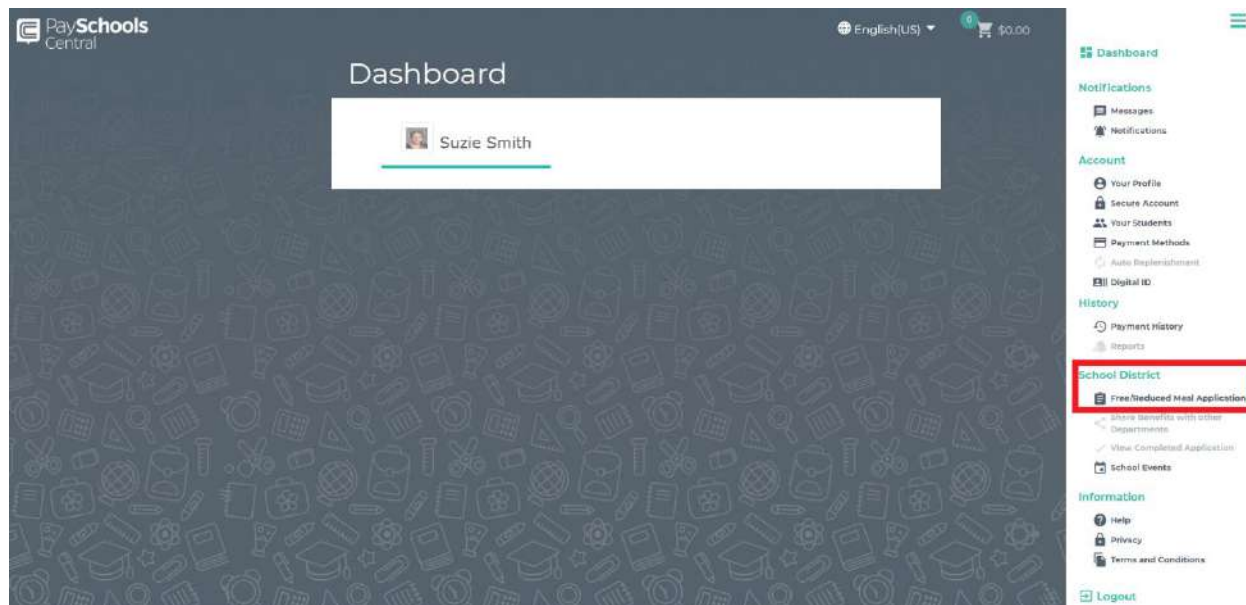 PaySchools
Central
English(US)
0
$0.00
Dashboard
Suzie Smith
Dashboard
Notifications
Messages
Notifications
Account
Your Profile
Secure Account
Your Students
Payment Methods
Auto Replenishment
Digital ID
History
Payment History
Reports
School District
Free/Reduced Meal Application
Share Benefits with other
Departments
View Completed Application
School Events
Information
Help
Privacy
Terms and Conditions
Logout